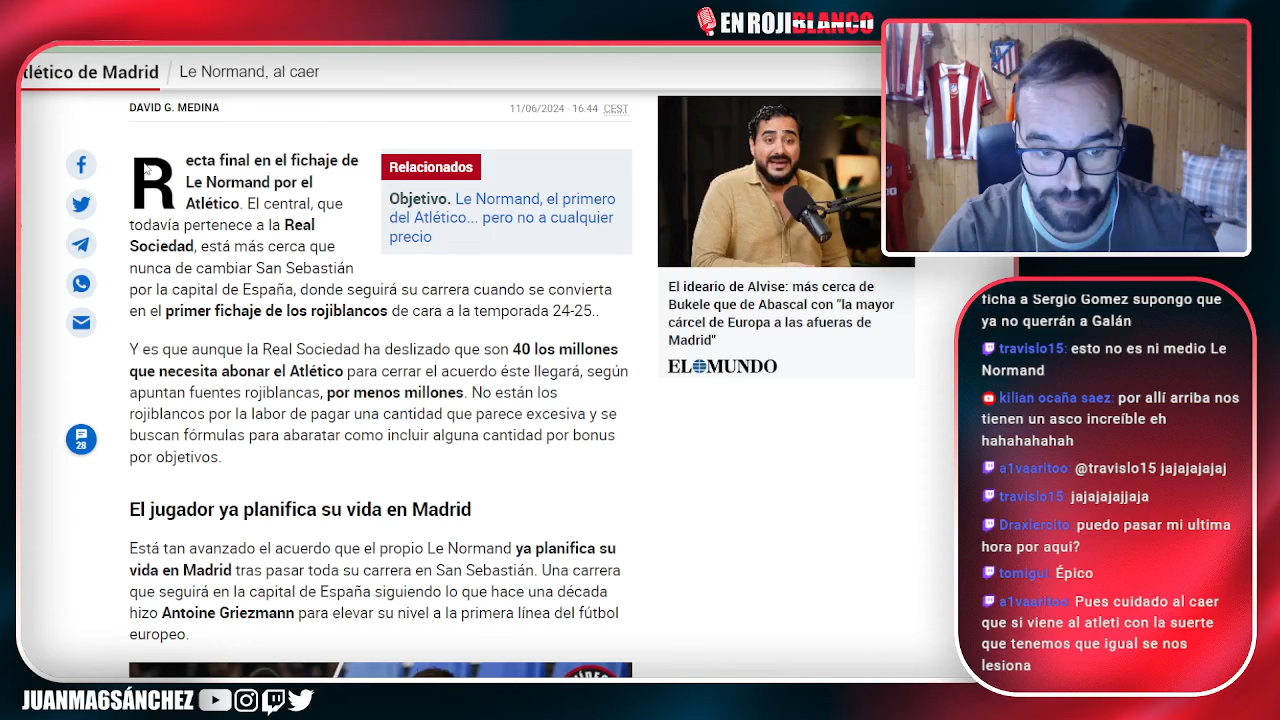 EN ROJIBLANCO
tlético de Madrid / Le Normand, al caer
DAVID G. MEDINA
11/06/2024 · 16:44 CEST
Recta final en el fichaje de
Le Normand por el
Atlético. El central, que
todavía pertenece a la Real
Sociedad, está más cerca que
nunca de cambiar San Sebastián
por la capital de España, donde seguirá su carrera cuando se convierta
en el primer fichaje de los rojiblancos de cara a la temporada 24-25..
Relacionados
Objetivo. Le Normand, el primero
del Atlético... pero no a cualquier
precio
Y es que aunque la Real Sociedad ha deslizado que son 40 los millones
que necesita abonar el Atlético para cerrar el acuerdo éste llegará, según
apuntan fuentes rojiblancas, por menos millones. No están los
rojiblancos por la labor de pagar una cantidad que parece excesiva y se
buscan fórmulas para abaratar como incluir alguna cantidad por bonus
por objetivos.
28
El jugador ya planifica su vida en Madrid
Está tan avanzado el acuerdo que el propio Le Normand ya planifica su
vida en Madrid tras pasar toda su carrera en San Sebastián. Una carrera
que seguirá en la capital de España siguiendo lo que hace una década
hizo Antoine Griezmann para elevar su nivel a la primera línea del fútbol
europeo.
El ideario de Alvise: más cerca de
Bukele que de Abascal con "la mayor
cárcel de Europa a las afueras de
Madrid"
EL MUNDO
ficha a Sergio Gomez supongo que
ya no querrán a Galán
travislo15: esto no es ni medio Le
Normand
kilian ocaña saez: por allí arriba nos
tienen un asco increíble eh
hahahahahah
a1vaaritoo: @travislo15 jajajajajaj
travislo15: jajajajajjaja
Draxlercito: puedo pasar mi ultima
hora por aqui?
tomigui: Épico
a1vaaritoo: Pues cuidado al caer
que si viene al atleti con la suerte
que tenemos que igual se nos
lesiona
JUANMA6SÁNCHEZ